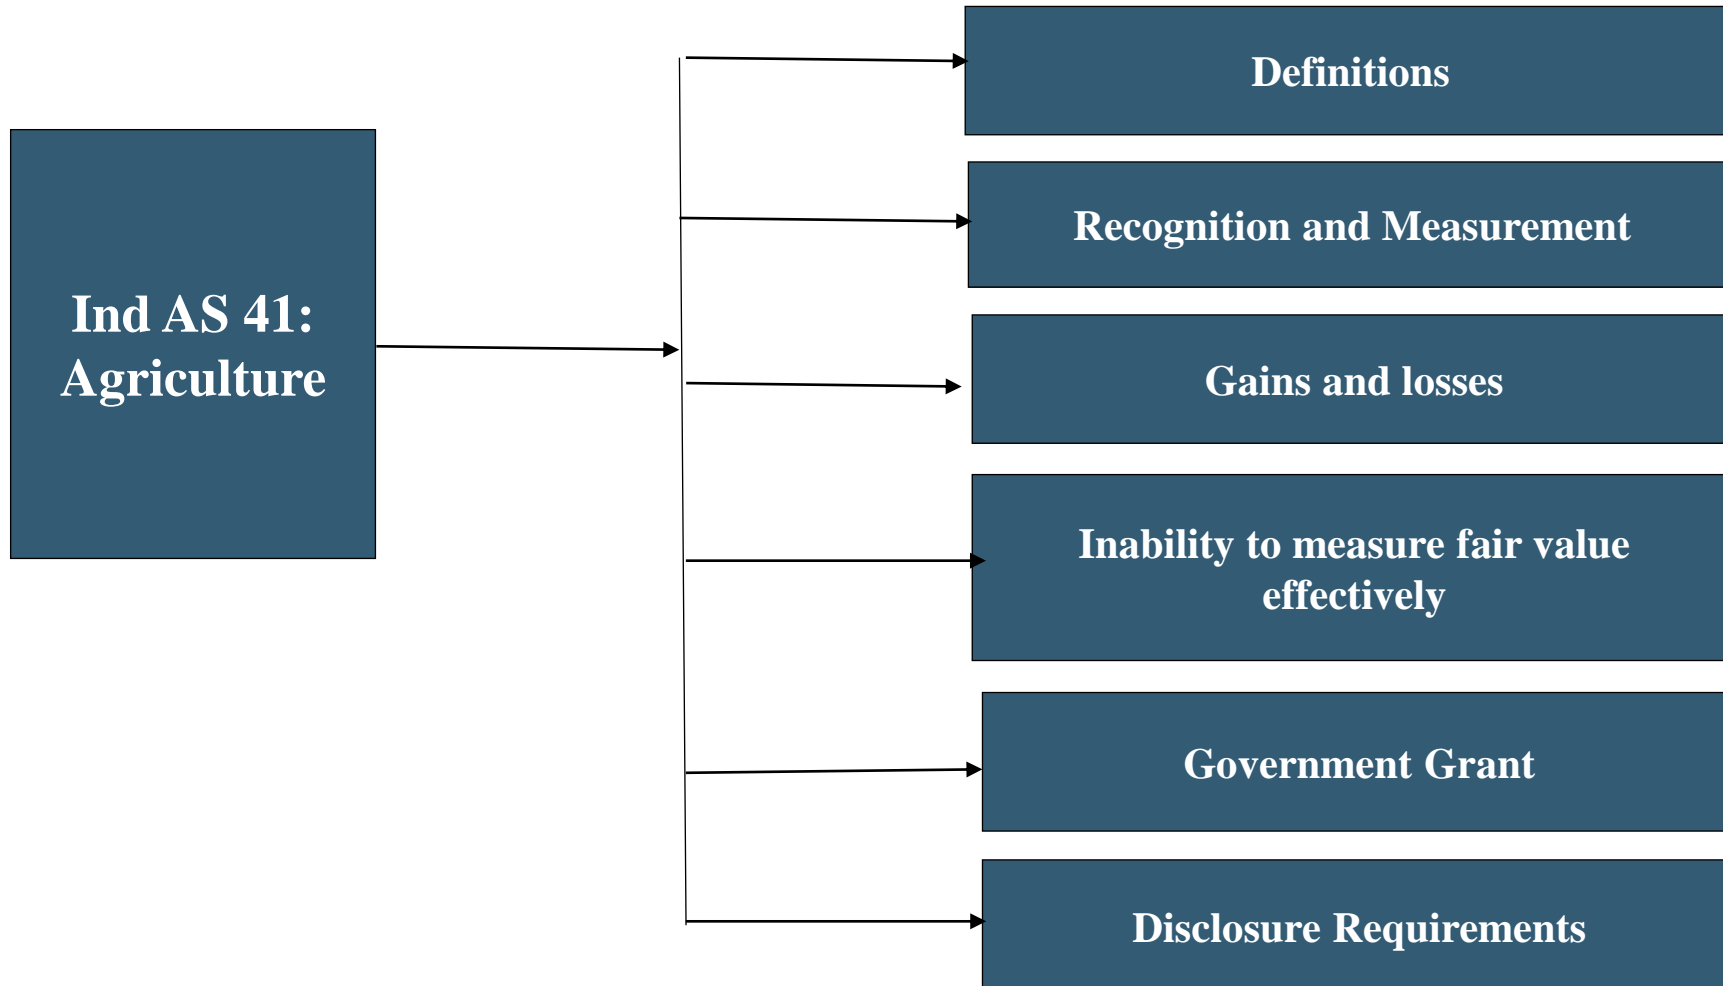 Ind AS 41:
Agriculture
Definitions
Recognition and Measurement
Gains and losses
Inability to measure fair value
effectively
Government Grant
Disclosure Requirements